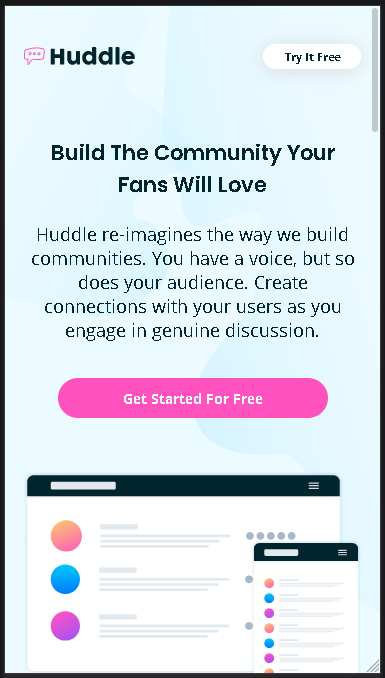 Huddle
Try It Free
Build The Community Your
Fans Will Love
Huddle re-imagines the way we build
communities. You have a voice, but so
does your audience. Create
connections with your users as you
engage in genuine discussion.
Get Started For Free